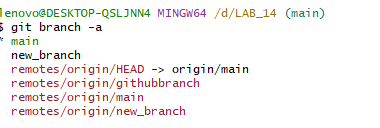 lenovo@DESKTOP-QSLJNN4 MINGW64 /d/LAB_14 (main)
$ git branch -a
* main
new_branch
remotes/origin/HEAD -> origin/main
remotes/origin/githubbranch
remotes/origin/main
remotes/origin/new_branch